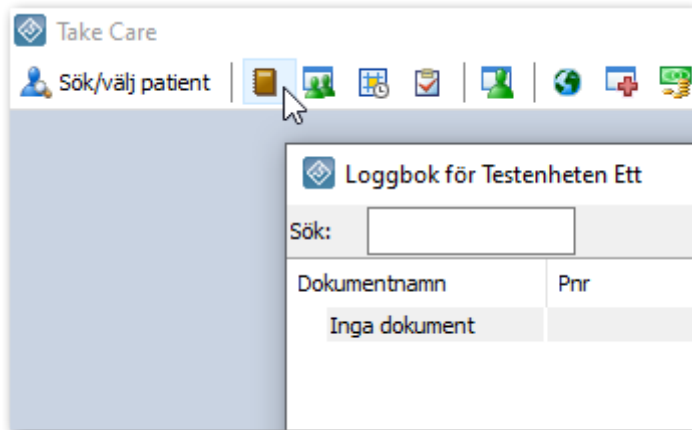 Take Care
Sök/välj patient
Loggbok för Testenheten Ett
Sök:
Dokumentnamn Pnr
Inga dokument